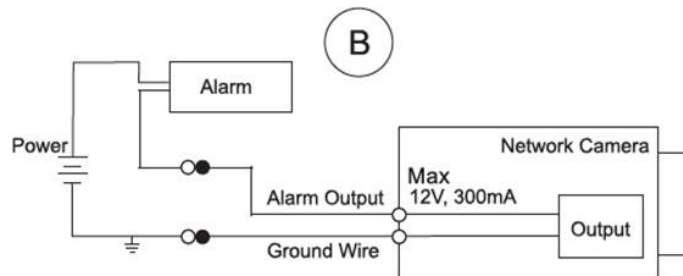 B
Alarm
Power
Network Camera
Max
12V, 300mA
Alarm Output
Output
Ground Wire